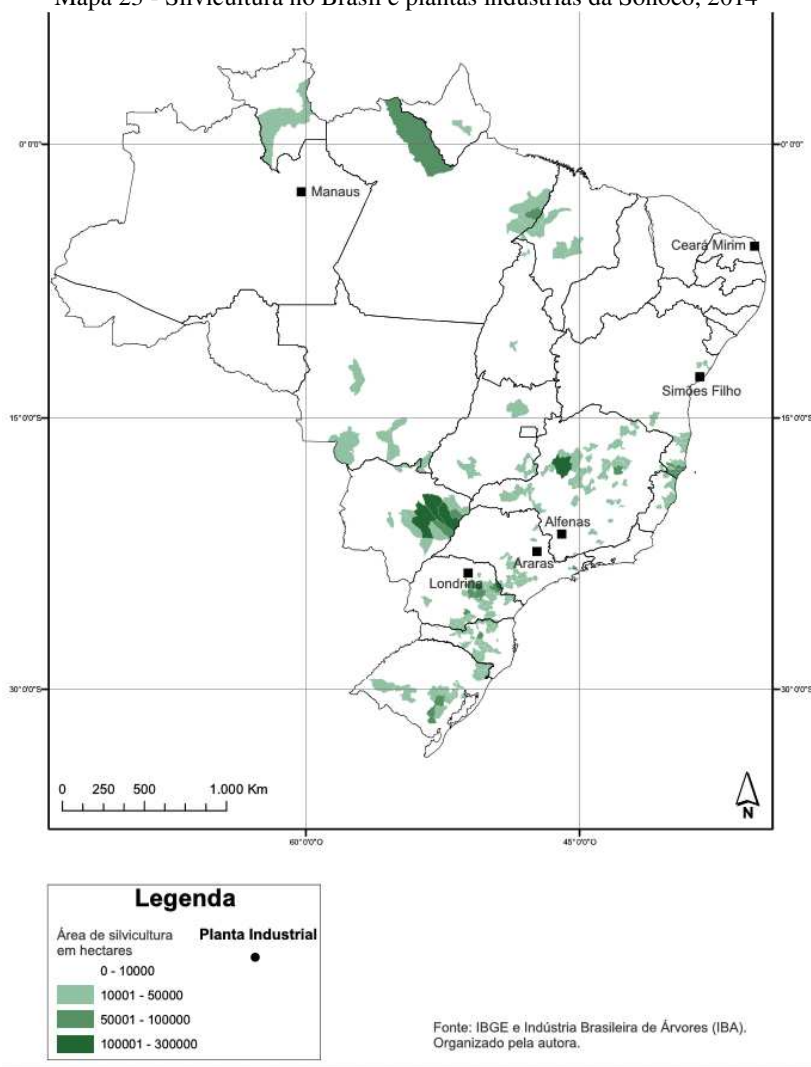 Mapa 23 - Silvicultura no Brasil e plantas industrias da Sonoco, 2014
0° 0'0"
0° 0'0"
Manaus
Ceará Mirim
Simões Filho
15°0'0"S
15°0'0"S
Alfenas
Araras
Londrina
30°0'0"S
30°0'0"S
0 250 500 1.000 Km
N
60°0'0"O
45°0'0"O
Legenda
Área de silvicultura
em hectares
Planta Industrial
0 - 10000
10001 - 50000
50001 - 100000
100001 - 300000
Fonte: IBGE e Indústria Brasileira de Árvores (IBA).
Organizado pela autora.